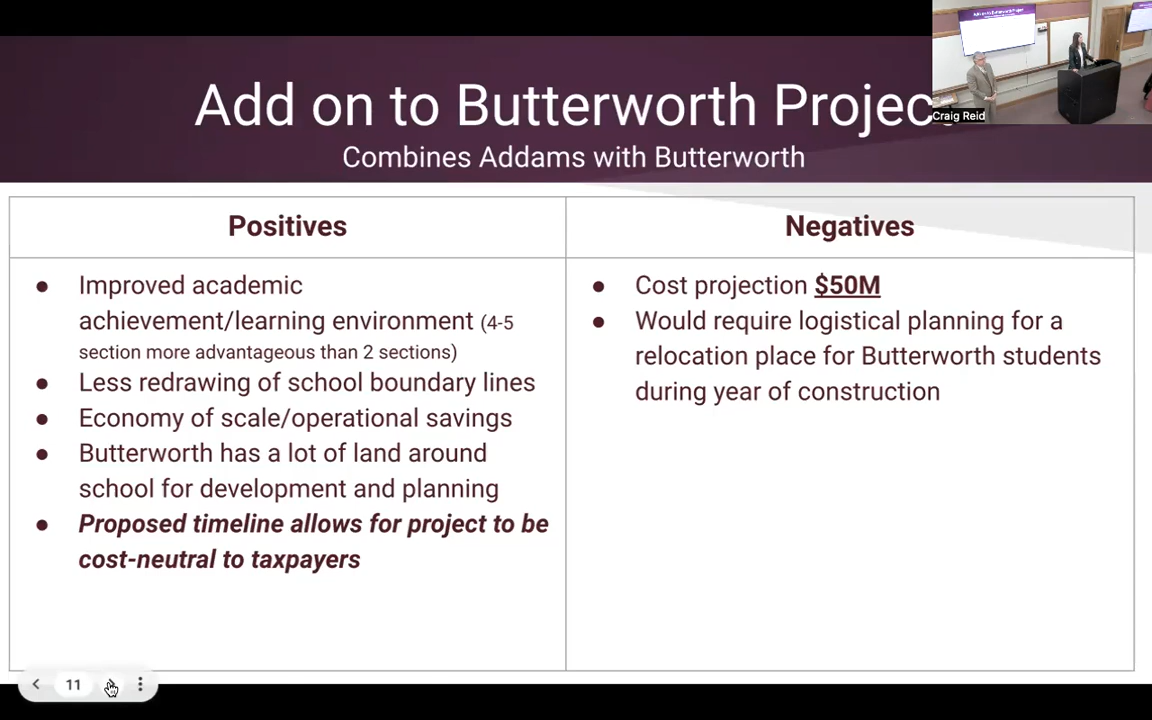 Add on to Butterworth Projec
Combines Addams with Butterworth
Craig Reid
Positives
Negatives
● Improved academic
achievement/learning environment (4-5
section more advantageous than 2 sections)
● Less redrawing of school boundary lines
● Economy of scale/operational savings
● Butterworth has a lot of land around
school for development and planning
● Proposed timeline allows for project to be
cost-neutral to taxpayers
● Cost projection $50M
● Would require logistical planning for a
relocation place for Butterworth students
during year of construction
11